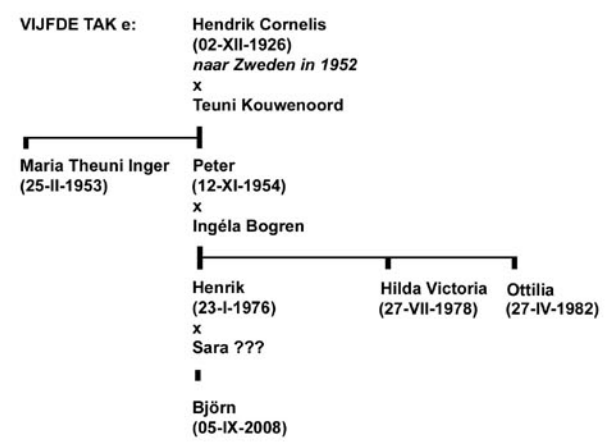 VIJFDE TAK e:
Hendrik Cornelis
(02-XII-1926)
naar Zweden in 1952
x
Teuni Kouwenoord
Maria Theuni Inger
(25-II-1953)
Peter
(12-XI-1954)
x
Ingéla Bogren
Henrik
(23-I-1976)
x
Sara ???
Hilda Victoria
(27-VII-1978)
Ottilia
(27-IV-1982)
Björn
(05-IX-2008)